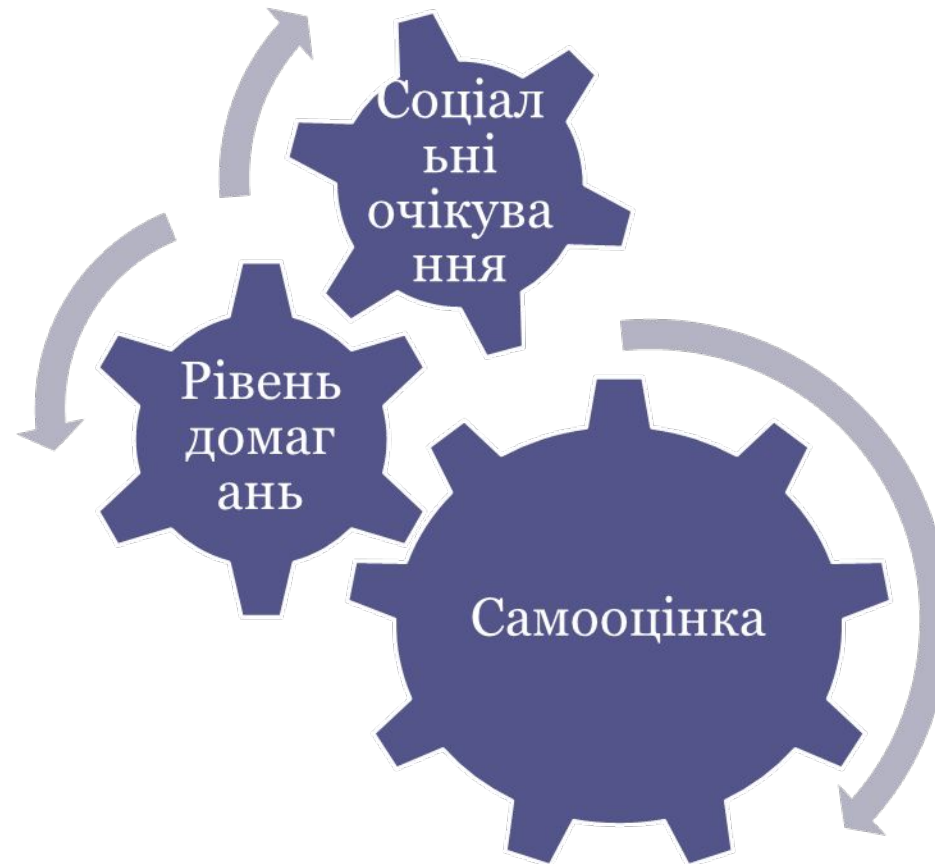 Соціал
ьні
очікува
ння
Рівень
домаг
ань
Самооцінка